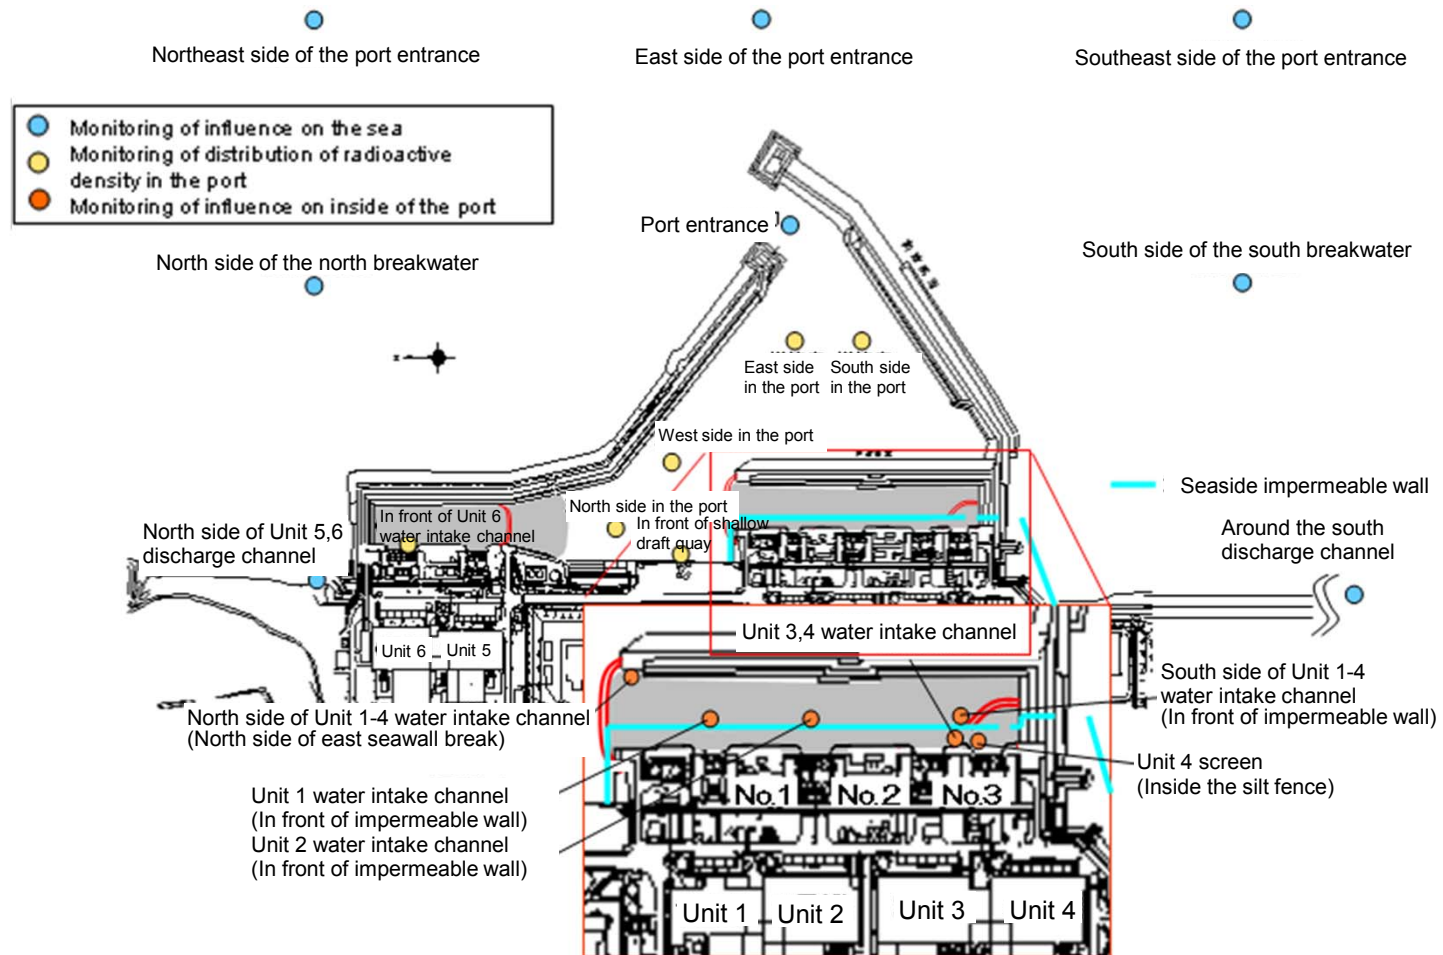 Northeast side of the port entrance
East side of the port entrance
Southeast side of the port entrance
Monitoring of influence on the sea
Monitoring of distribution of radioactive
density in the port
Monitoring of influence on inside of the port
Port entrance
North side of the north breakwater
South side of the south breakwater
East side
in the port
South side
in the port
West side in the port
Seaside impermeable wall
North side in the port
In front of Unit 6
water intake channel
In front of shallow
draft quay
North side of Unit 5,6
discharge channel
Around the south
discharge channel
Unit 6
Unit 5
Unit 3,4 water intake channel
South side of Unit 1-4
water intake channel
(In front of impermeable wall)
North side of Unit 1-4 water intake channel
(North side of east seawall break)
Unit 4 screen
(Inside the silt fence)
Unit 1 water intake channel
(In front of impermeable wall)
Unit 2 water intake channel
(In front of impermeable wall)
No.1
No.2
No.3
Unit 1
Unit 2
Unit 3
Unit 4